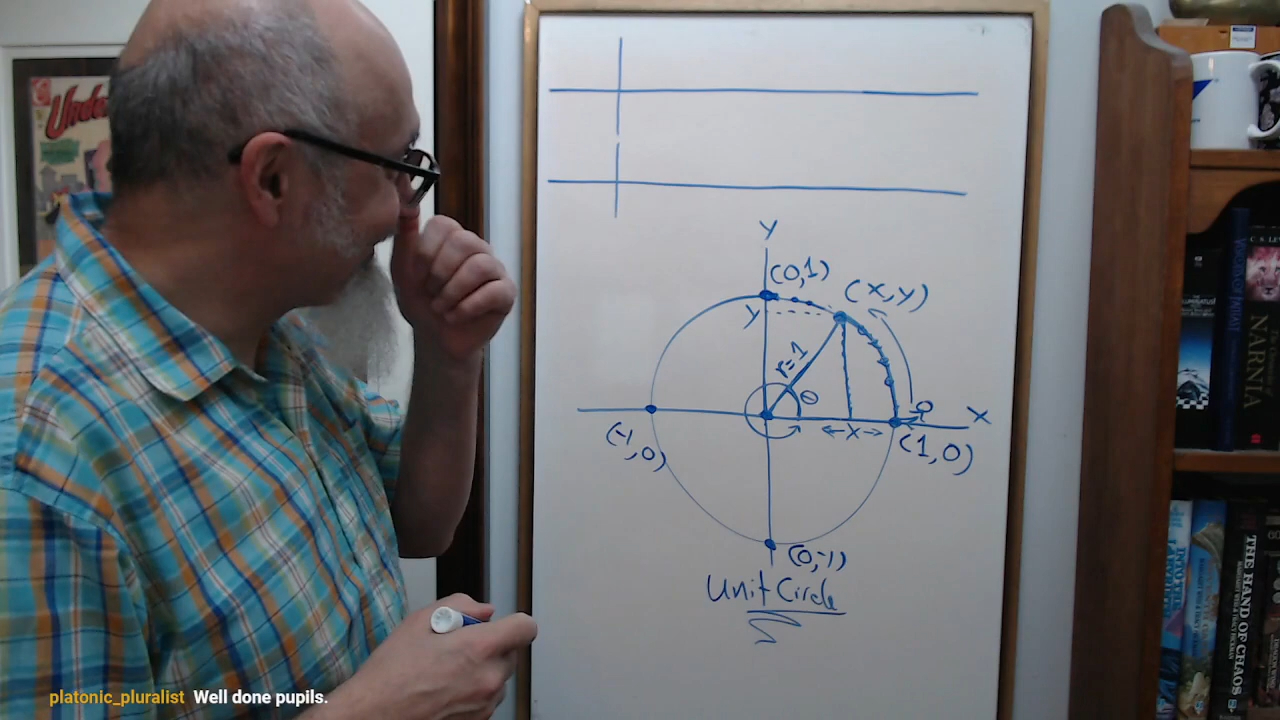 Y
(0,1)
(x,y)
y
r=1
θ
0
X
←x→
(1,0)
(-1,0)
(0,-1)
Unit Circle
NARNIA
THE HAND OF CHAOS
platonic_pluralist Well done pupils.